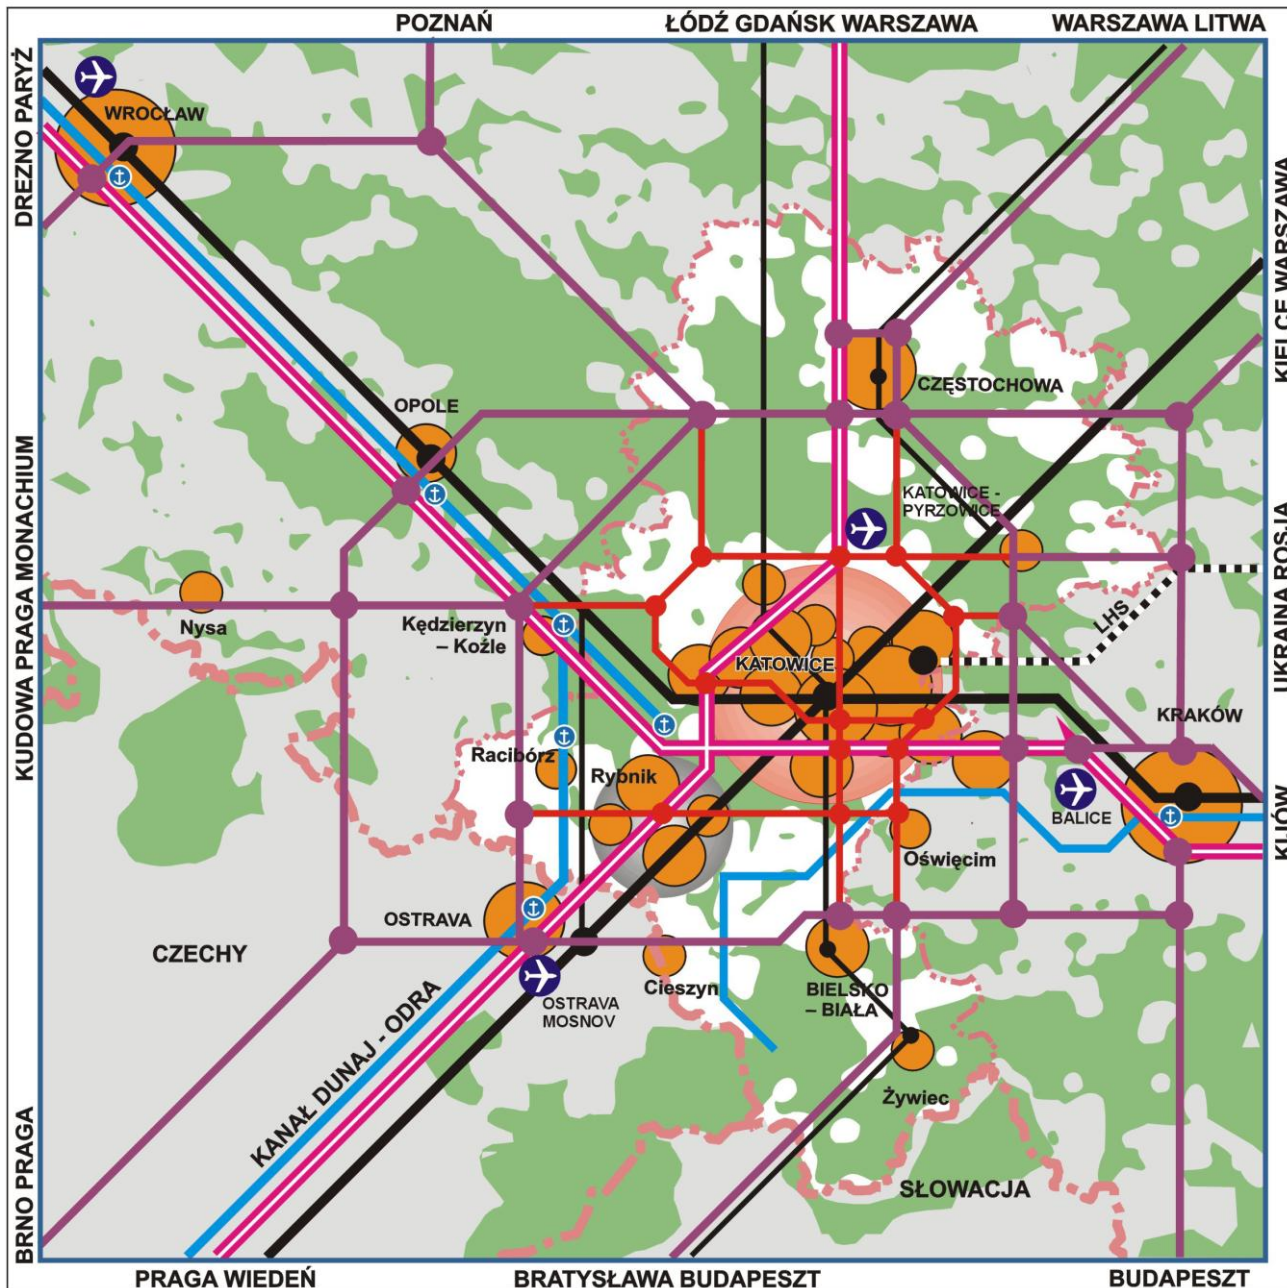 POZNAŃ
ŁÓDŹ GDAŃSK WARSZAWA
WARSZAWA LITWA
DREZNO PARYŻ
WROCŁAW
KIELCE WARSZAWA
CZĘSTOCHOWA
OPOLE
KATOWICE -
PYRZOWICE
KUDOWA PRAGA MONACHIUM
UKRAINA ROSJA
LHS
Nysa
Kędzierzyn
– Koźle
KATOWICE
KRAKÓW
Racibórz
Rybnik
BALICE
KIJÓW
Oświęcim
OSTRAVA
CZECHY
Cieszyn
BIELSKO
– BIAŁA
OSTRAVA
MOSNOV
KANAŁ DUNAJ - ODRA
Żywiec
SŁOWACJA
BRNO PRAGA
PRAGA WIEDEŃ
BRATYSŁAWA BUDAPESZT
BUDAPESZT